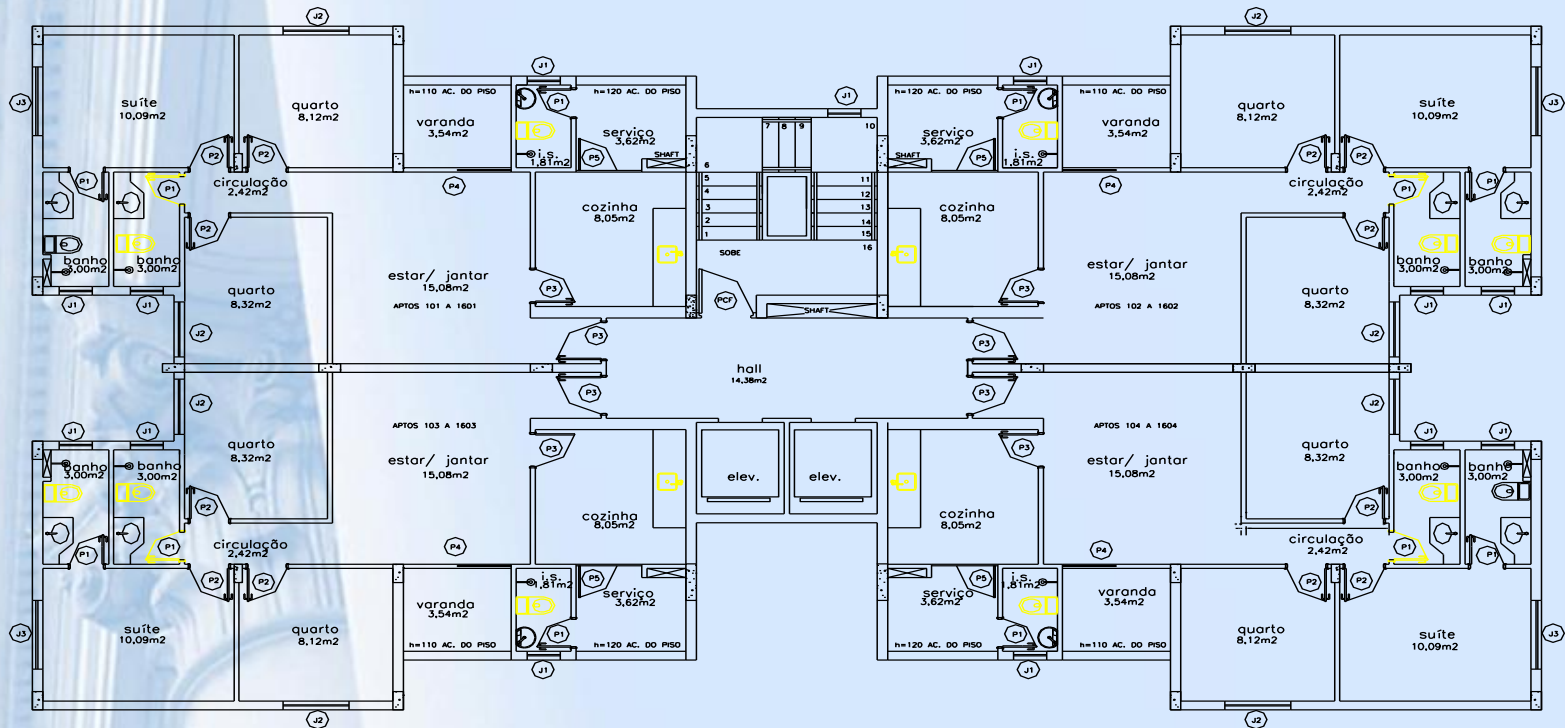 J2
J2
J1
J1
J3
suíte
10,09m2
quarto
8,12m2
h=110 AC. DO PISO
varanda
3,54m2
P1
i.s.
1,81m2
h=120 AC. DO PISO
serviço
3,62m2
P5
SHAFT
J1
7 8 9
10
6
5
4
3
2
1
11
12
13
14
15
16
SOBE
h=120 AC. DO PISO
serviço
3,62m2
SHAFT
P5
P1
i.s.
1,81m2
h=110 AC. DO PISO
varanda
3,54m2
quarto
8,12m2
suíte
10,09m2
J3
P2
P2
P1
P1
circulação
2,42m2
P2
P4
banho
3,00m2
banho
3,00m2
J1
J1
quarto
8,32m2
J2
estar/ jantar
15,08m2
APTOS 101 A 1601
cozinha
8,05m2
P3
PCF
SHAFT
cozinha
8,05m2
P3
P4
estar/ jantar
15,08m2
APTOS 102 A 1602
P2
P2
circulação
2,42m2
P1
P1
P2
quarto
8,32m2
banho
3,00m2
banho
3,00m2
J1
J1
J2
P3
P3
hall
14,38m2
P3
P3
J2
J1
J1
banho
3,00m2
banho
3,00m2
quarto
8,32m2
P2
P1
P1
circulação
2,42m2
P2
P2
APTOS 103 A 1603
estar/ jantar
15,08m2
P4
P3
cozinha
8,05m2
elev.
elev.
P3
cozinha
8,05m2
APTOS 104 A 1604
estar/ jantar
15,08m2
P4
J2
quarto
8,32m2
P2
J1
J1
banho
3,00m2
banho
3,00m2
circulação
2,42m2
P1
P1
P2
P2
J3
suíte
10,09m2
quarto
8,12m2
varanda
3,54m2
h=110 AC. DO PISO
i.s.
1,81m2
P1
P5
serviço
3,62m2
h=120 AC. DO PISO
P5
serviço
3,62m2
h=120 AC. DO PISO
i.s.
1,81m2
P1
varanda
3,54m2
h=110 AC. DO PISO
quarto
8,12m2
suíte
10,09m2
J3
J1
J1
J2
J2